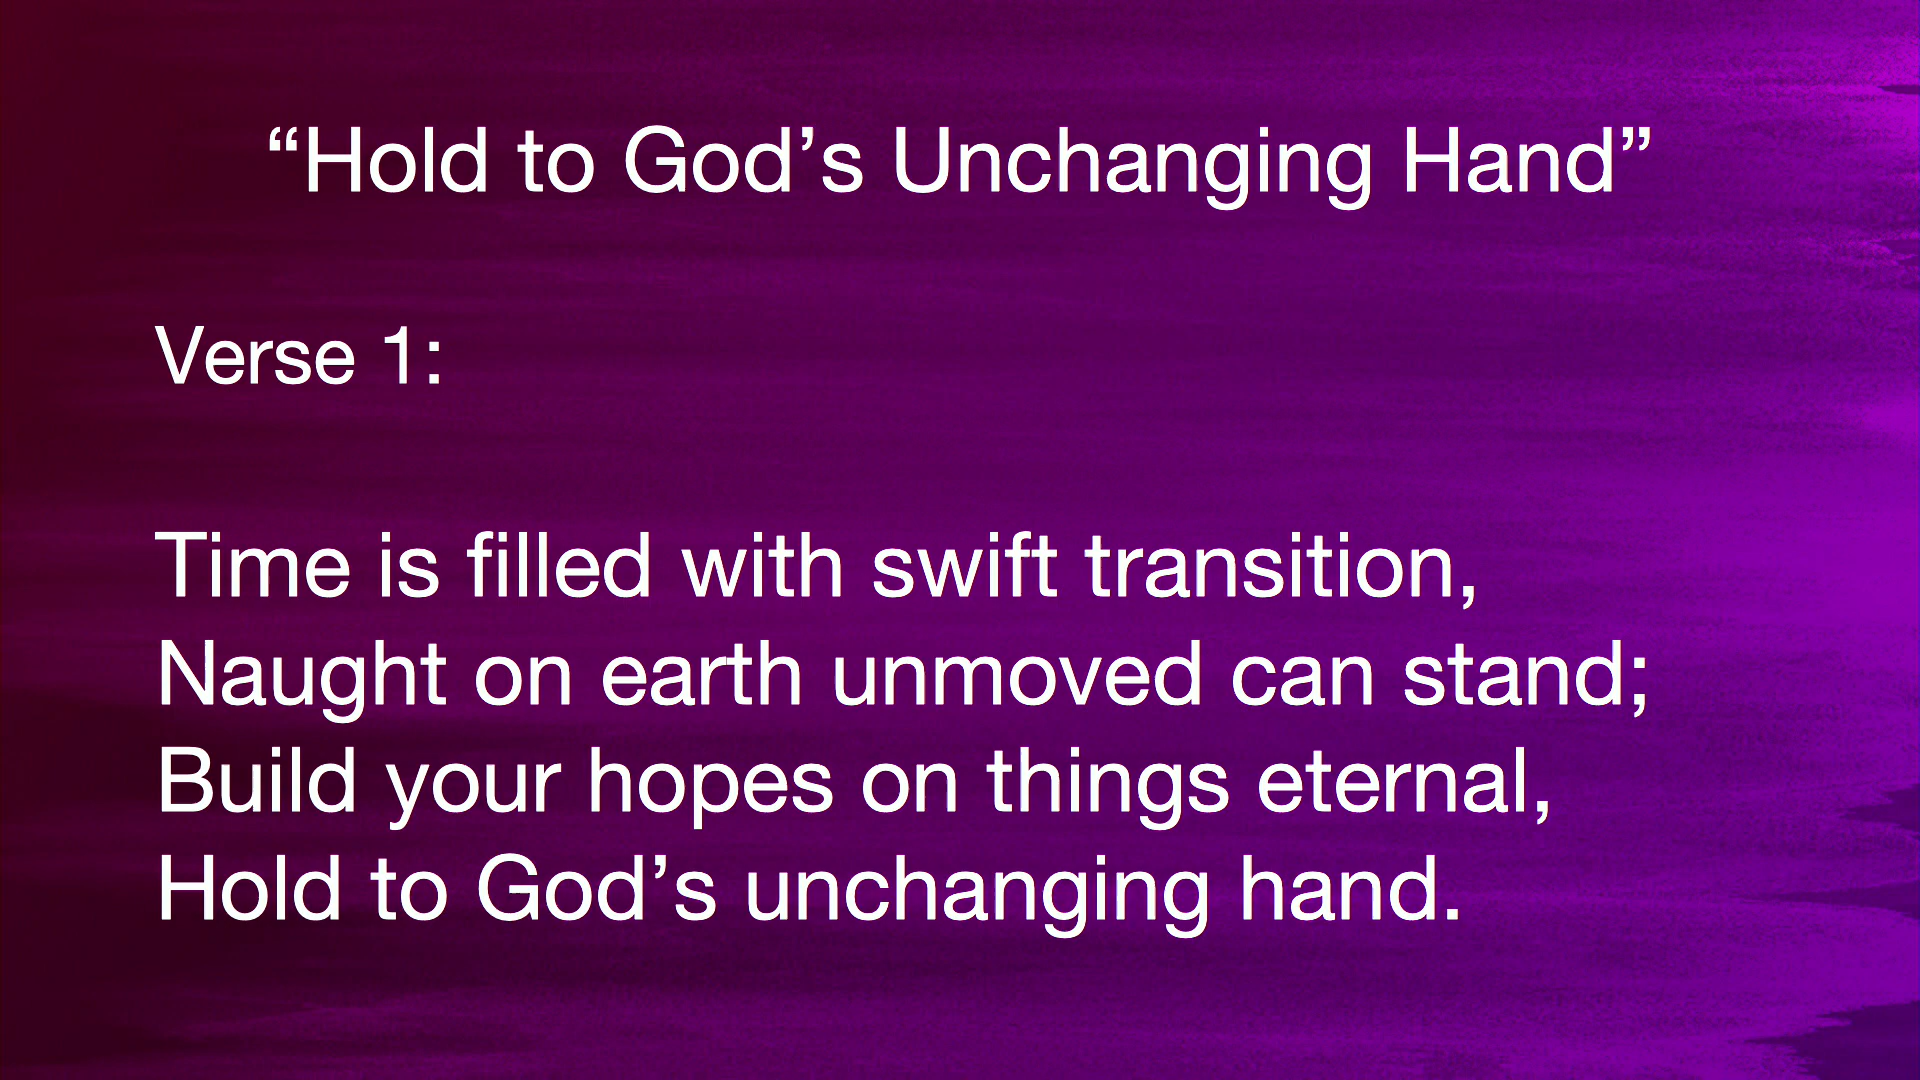 “Hold to God’s Unchanging Hand”
Verse 1:
Time is filled with swift transition,
Naught on earth unmoved can stand;
Build your hopes on things eternal,
Hold to God’s unchanging hand.